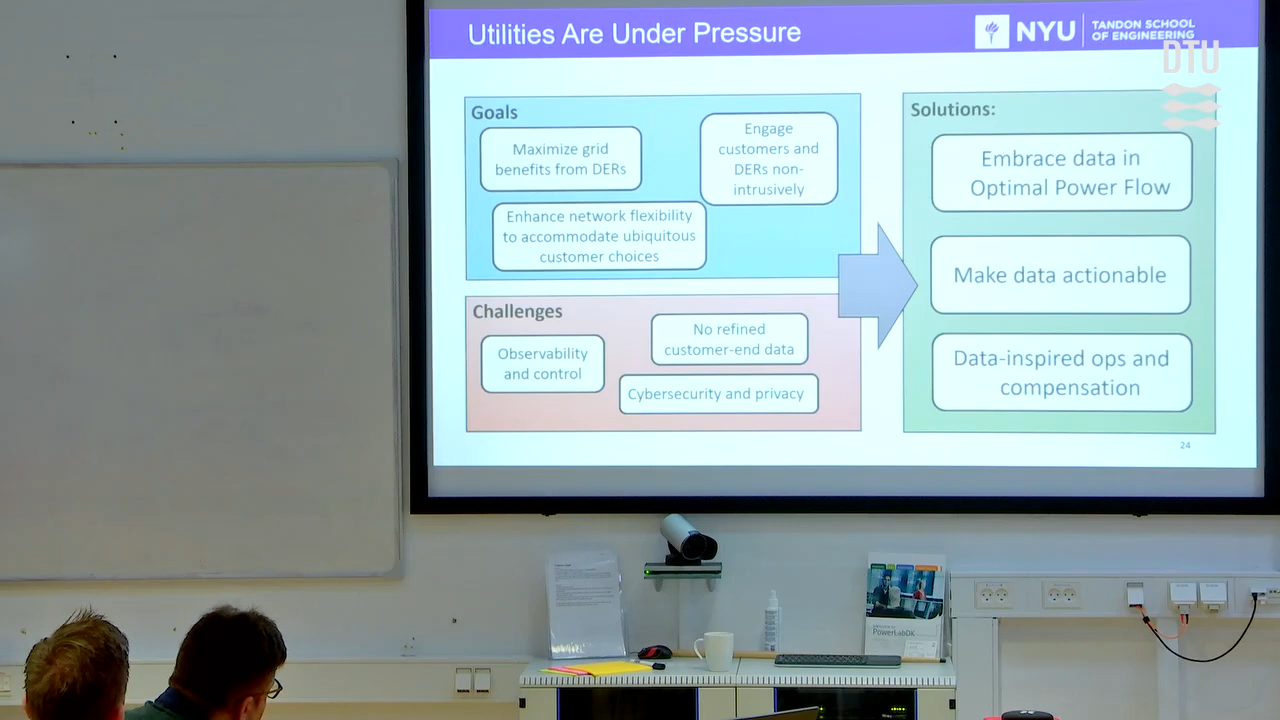 Utilities Are Under Pressure
NYU
TANDON SCHOOL
OF ENGINEERING
DTU
Goals
Maximize grid
benefits from DERs
Engage
customers and
DERs non-
intrusively
Enhance network flexibility
to accommodate ubiquitous
customer choices
Challenges
Observability
and control
No refined
customer-end data
Cybersecurity and privacy
Solutions:
Embrace data in
Optimal Power Flow
Make data actionable
Data-inspired ops and
compensation
24
PowerLabDK